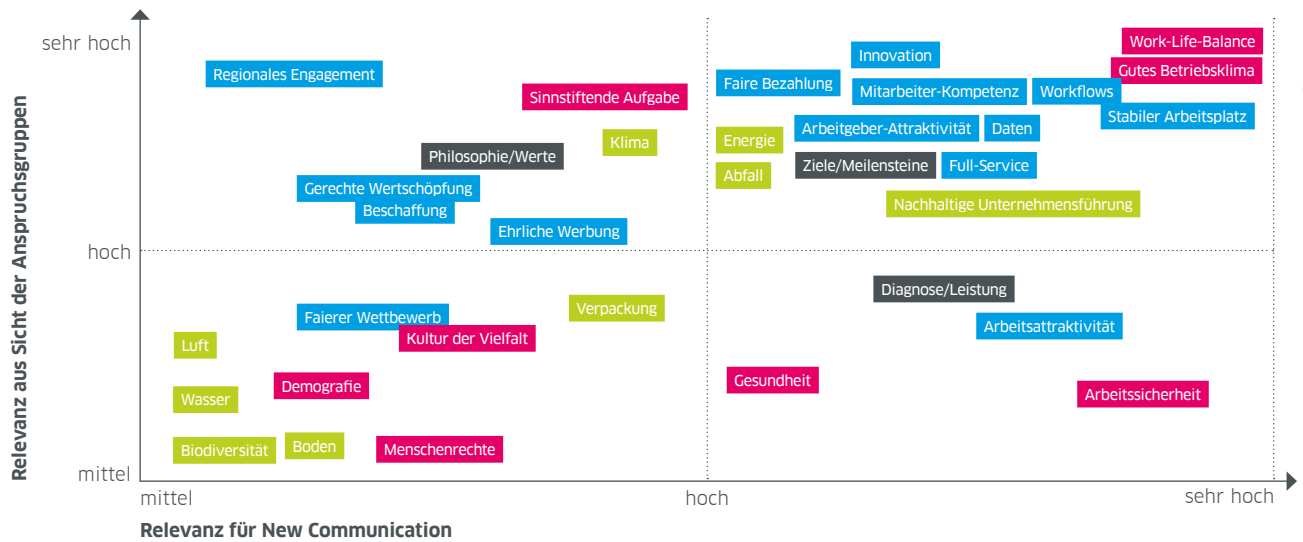 Relevanz aus Sicht der Anspruchsgruppen
sehr hoch
hoch
mittel
Regionales Engagement
Sinnstiftende Aufgabe
Klima
Philosophie/Werte
Gerechte Wertschöpfung
Beschaffung
Ehrliche Werbung
Work-Life-Balance
Innovation
Gutes Betriebsklima
Faire Bezahlung
Mitarbeiter-Kompetenz
Workflows
Stabiler Arbeitsplatz
Arbeitgeber-Attraktivität
Daten
Energie
Ziele/Meilensteine
Full-Service
Abfall
Nachhaltige Unternehmensführung
Verpackung
Fairer Wettbewerb
Kultur der Vielfalt
Luft
Demografie
Wasser
Boden
Biodiversität
Menschenrechte
Diagnose/Leistung
Arbeitsattraktivität
Gesundheit
Arbeitssicherheit
mittel
hoch
sehr hoch
Relevanz für New Communication